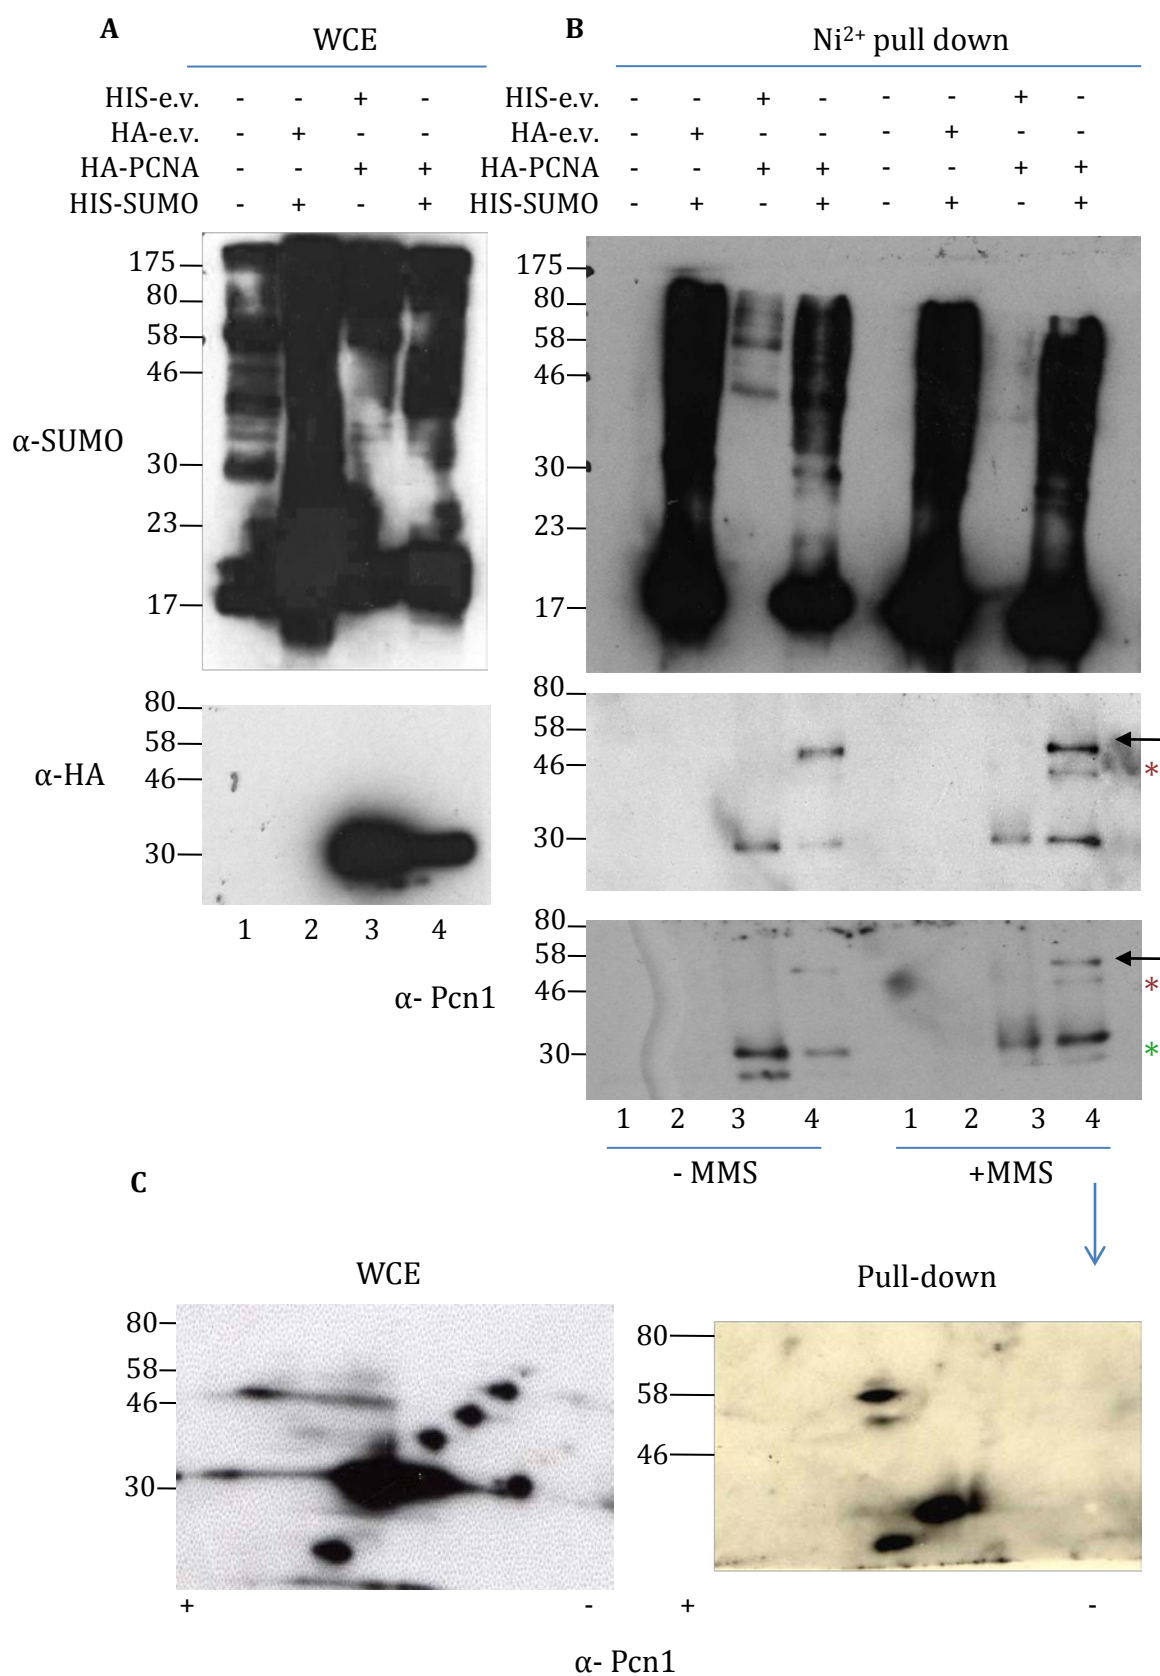 A
WCE
HIS-e.v. - - + -
HA-e.v. - + - -
HA-PCNA - - + +
HIS-SUMO - + - +
α-SUMO
175
80
58
46
30
23
17
α-HA
80
58
46
30
1 2 3 4
B
Ni²⁺ pull down
HIS-e.v. - - + - - - + -
HA-e.v. - + - - - + - -
HA-PCNA - - + + - - + +
HIS-SUMO - + - + - + - +
175
80
58
46
30
23
17
80
58
46
30
*
α- Pcn1
80
58
46
30
*
*
1 2 3 4 1 2 3 4
- MMS +MMS
C
WCE
80
58
46
30
+ -
Pull-down
80
58
46
+ -
α- Pcn1